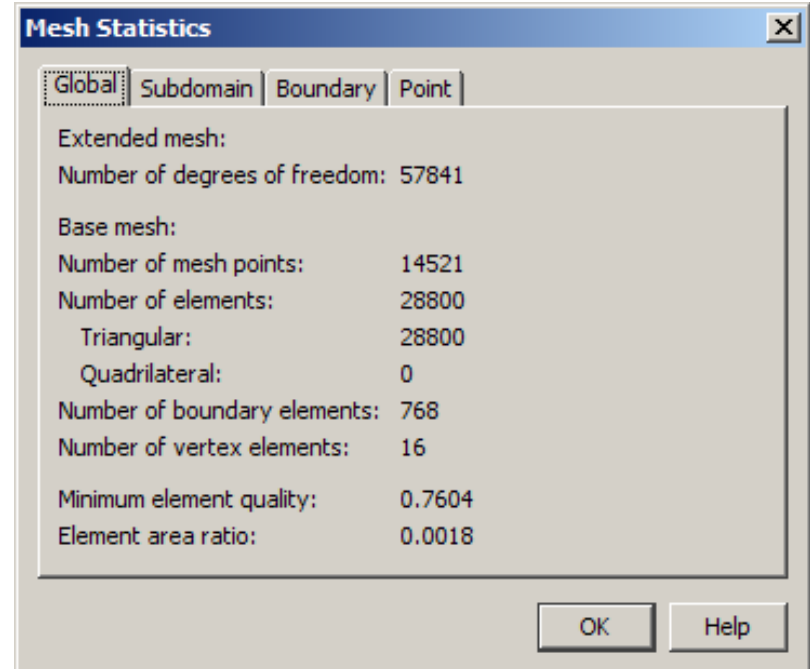 Mesh Statistics
Global Subdomain Boundary Point
Extended mesh:
Number of degrees of freedom: 57841
Base mesh:
Number of mesh points: 14521
Number of elements: 28800
Triangular: 28800
Quadrilateral: 0
Number of boundary elements: 768
Number of vertex elements: 16
Minimum element quality: 0.7604
Element area ratio: 0.0018
OK Help